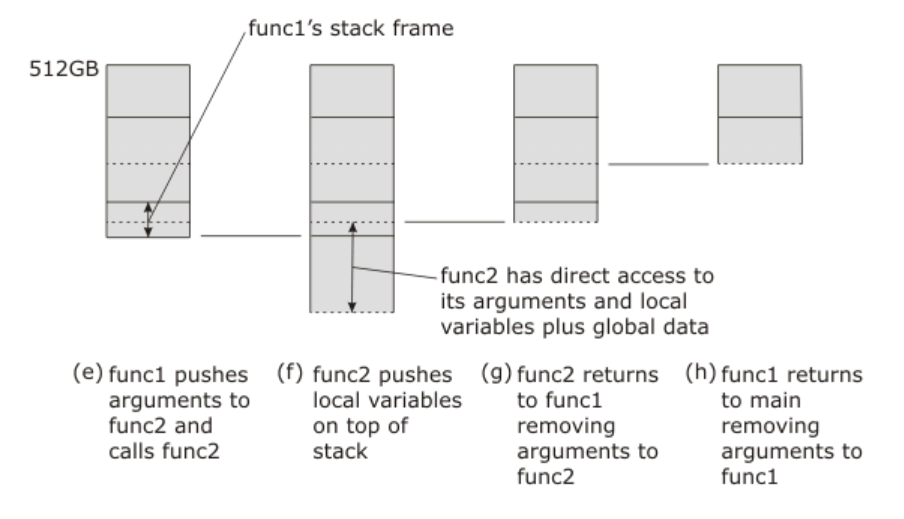 func1's stack frame
512GB
func2 has direct access to
its arguments and local
variables plus global data
(e) func1 pushes
arguments to
func2 and
calls func2
(f) func2 pushes
local variables
on top of
stack
(g) func2 returns
to func1
removing
arguments to
func2
(h) func1 returns
to main
removing
arguments to
func1